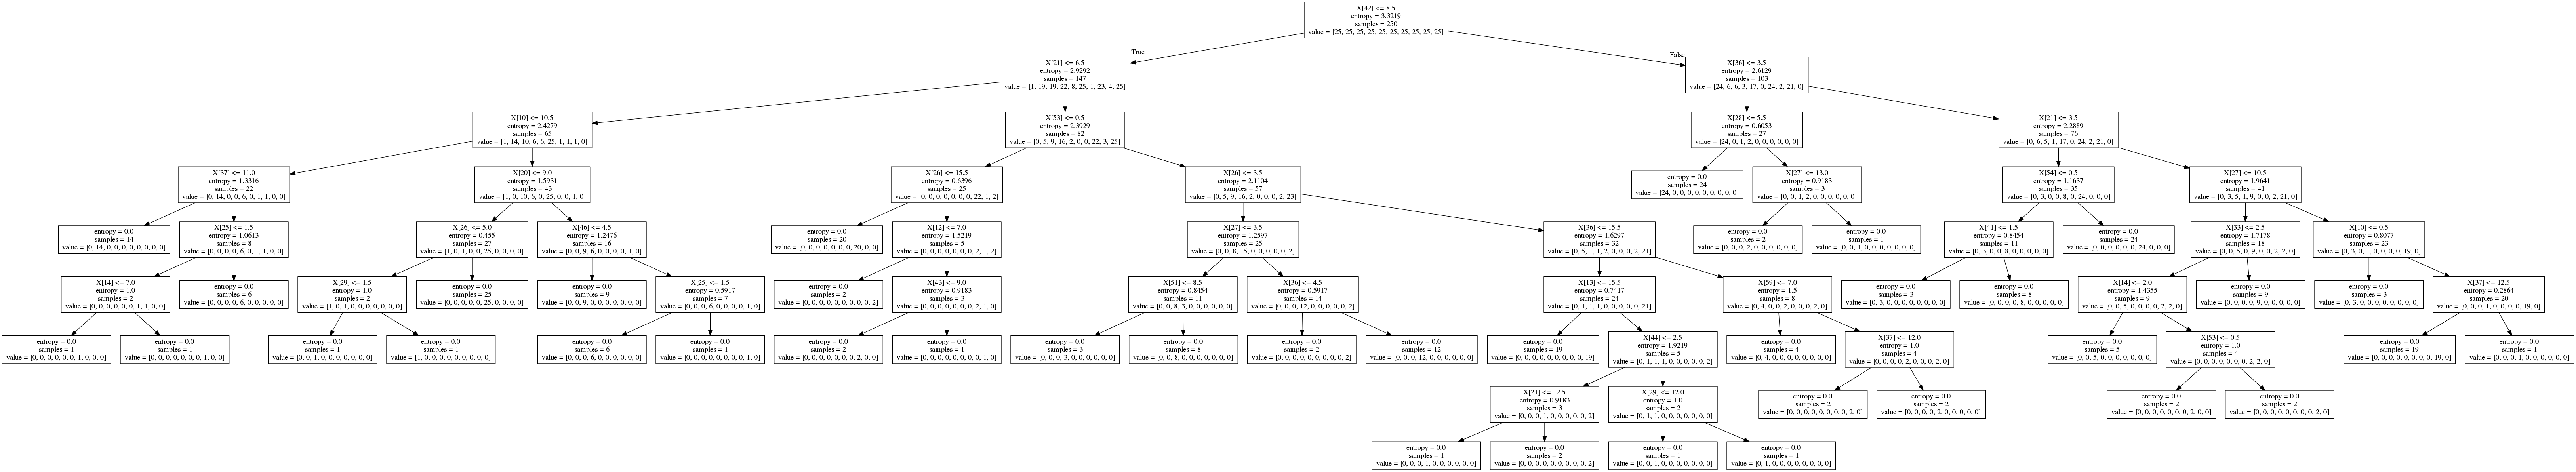 X[42] <= 8.5
entropy = 3.3219
samples = 250
value = [25, 25, 25, 25, 25, 25, 25, 25, 25, 25]
True
False
X[21] <= 6.5
entropy = 2.9292
samples = 147
value = [1, 19, 19, 22, 8, 25, 1, 23, 4, 25]
X[36] <= 3.5
entropy = 2.6129
samples = 103
value = [24, 6, 6, 3, 17, 0, 24, 2, 21, 0]
X[10] <= 10.5
entropy = 2.4279
samples = 65
value = [1, 14, 10, 6, 6, 25, 1, 1, 1, 0]
X[53] <= 0.5
entropy = 2.3929
samples = 82
value = [0, 5, 9, 16, 2, 0, 0, 22, 3, 25]
X[28] <= 5.5
entropy = 0.6053
samples = 27
value = [24, 0, 1, 2, 0, 0, 0, 0, 0, 0]
X[21] <= 3.5
entropy = 2.2889
samples = 76
value = [0, 6, 5, 1, 17, 0, 24, 2, 21, 0]
X[37] <= 11.0
entropy = 1.3316
samples = 22
value = [0, 14, 0, 0, 6, 0, 1, 1, 0, 0]
X[20] <= 9.0
entropy = 1.5931
samples = 43
value = [1, 0, 10, 6, 0, 25, 0, 0, 1, 0]
X[26] <= 15.5
entropy = 0.6396
samples = 25
value = [0, 0, 0, 0, 0, 0, 0, 22, 1, 2]
X[26] <= 3.5
entropy = 2.1104
samples = 57
value = [0, 5, 9, 16, 2, 0, 0, 0, 2, 23]
entropy = 0.0
samples = 24
value = [24, 0, 0, 0, 0, 0, 0, 0, 0, 0]
X[27] <= 13.0
entropy = 0.9183
samples = 3
value = [0, 0, 1, 2, 0, 0, 0, 0, 0, 0]
X[54] <= 0.5
entropy = 1.1637
samples = 35
value = [0, 3, 0, 0, 8, 0, 24, 0, 0, 0]
X[27] <= 10.5
entropy = 1.9641
samples = 41
value = [0, 3, 5, 1, 9, 0, 0, 2, 21, 0]
entropy = 0.0
samples = 14
value = [0, 14, 0, 0, 0, 0, 0, 0, 0, 0]
X[25] <= 1.5
entropy = 1.0613
samples = 8
value = [0, 0, 0, 0, 6, 0, 1, 1, 0, 0]
X[26] <= 5.0
entropy = 0.455
samples = 27
value = [1, 0, 1, 0, 0, 25, 0, 0, 0, 0]
X[46] <= 4.5
entropy = 1.2476
samples = 16
value = [0, 0, 9, 6, 0, 0, 0, 0, 1, 0]
entropy = 0.0
samples = 20
value = [0, 0, 0, 0, 0, 0, 0, 20, 0, 0]
X[12] <= 7.0
entropy = 1.5219
samples = 5
value = [0, 0, 0, 0, 0, 0, 0, 2, 1, 2]
X[27] <= 3.5
entropy = 1.2597
samples = 25
value = [0, 0, 8, 15, 0, 0, 0, 0, 0, 2]
X[36] <= 15.5
entropy = 1.6297
samples = 32
value = [0, 5, 1, 1, 2, 0, 0, 0, 2, 21]
entropy = 0.0
samples = 2
value = [0, 0, 0, 2, 0, 0, 0, 0, 0, 0]
entropy = 0.0
samples = 1
value = [0, 0, 1, 0, 0, 0, 0, 0, 0, 0]
X[41] <= 1.5
entropy = 0.8454
samples = 11
value = [0, 3, 0, 0, 8, 0, 0, 0, 0, 0]
entropy = 0.0
samples = 24
value = [0, 0, 0, 0, 0, 0, 24, 0, 0, 0]
X[33] <= 2.5
entropy = 1.7178
samples = 18
value = [0, 0, 5, 0, 9, 0, 0, 2, 2, 0]
X[10] <= 0.5
entropy = 0.8077
samples = 23
value = [0, 3, 0, 1, 0, 0, 0, 0, 19, 0]
X[14] <= 7.0
entropy = 1.0
samples = 2
value = [0, 0, 0, 0, 0, 0, 1, 1, 0, 0]
entropy = 0.0
samples = 6
value = [0, 0, 0, 0, 6, 0, 0, 0, 0, 0]
X[29] <= 1.5
entropy = 1.0
samples = 2
value = [1, 0, 1, 0, 0, 0, 0, 0, 0, 0]
entropy = 0.0
samples = 25
value = [0, 0, 0, 0, 0, 25, 0, 0, 0, 0]
entropy = 0.0
samples = 9
value = [0, 0, 9, 0, 0, 0, 0, 0, 0, 0]
X[25] <= 1.5
entropy = 0.5917
samples = 7
value = [0, 0, 0, 6, 0, 0, 0, 0, 1, 0]
entropy = 0.0
samples = 2
value = [0, 0, 0, 0, 0, 0, 0, 0, 0, 2]
X[43] <= 9.0
entropy = 0.9183
samples = 3
value = [0, 0, 0, 0, 0, 0, 0, 2, 1, 0]
X[51] <= 8.5
entropy = 0.8454
samples = 11
value = [0, 0, 8, 3, 0, 0, 0, 0, 0, 0]
X[36] <= 4.5
entropy = 0.5917
samples = 14
value = [0, 0, 0, 12, 0, 0, 0, 0, 0, 2]
X[13] <= 15.5
entropy = 0.7417
samples = 24
value = [0, 1, 1, 1, 0, 0, 0, 0, 0, 21]
X[59] <= 7.0
entropy = 1.5
samples = 8
value = [0, 4, 0, 0, 2, 0, 0, 0, 2, 0]
entropy = 0.0
samples = 3
value = [0, 3, 0, 0, 0, 0, 0, 0, 0, 0]
entropy = 0.0
samples = 8
value = [0, 0, 0, 0, 8, 0, 0, 0, 0, 0]
X[14] <= 2.0
entropy = 1.4355
samples = 9
value = [0, 0, 5, 0, 0, 0, 0, 2, 2, 0]
entropy = 0.0
samples = 9
value = [0, 0, 0, 0, 9, 0, 0, 0, 0, 0]
entropy = 0.0
samples = 3
value = [0, 3, 0, 0, 0, 0, 0, 0, 0, 0]
X[37] <= 12.5
entropy = 0.2864
samples = 20
value = [0, 0, 0, 1, 0, 0, 0, 0, 19, 0]
entropy = 0.0
samples = 1
value = [0, 0, 0, 0, 0, 0, 1, 0, 0, 0]
entropy = 0.0
samples = 1
value = [0, 0, 0, 0, 0, 0, 0, 1, 0, 0]
entropy = 0.0
samples = 1
value = [0, 0, 1, 0, 0, 0, 0, 0, 0, 0]
entropy = 0.0
samples = 1
value = [1, 0, 0, 0, 0, 0, 0, 0, 0, 0]
entropy = 0.0
samples = 6
value = [0, 0, 0, 6, 0, 0, 0, 0, 0, 0]
entropy = 0.0
samples = 1
value = [0, 0, 0, 0, 0, 0, 0, 0, 1, 0]
entropy = 0.0
samples = 2
value = [0, 0, 0, 0, 0, 0, 0, 2, 0, 0]
entropy = 0.0
samples = 1
value = [0, 0, 0, 0, 0, 0, 0, 0, 1, 0]
entropy = 0.0
samples = 3
value = [0, 0, 0, 3, 0, 0, 0, 0, 0, 0]
entropy = 0.0
samples = 8
value = [0, 0, 8, 0, 0, 0, 0, 0, 0, 0]
entropy = 0.0
samples = 2
value = [0, 0, 0, 0, 0, 0, 0, 0, 0, 2]
entropy = 0.0
samples = 12
value = [0, 0, 0, 12, 0, 0, 0, 0, 0, 0]
entropy = 0.0
samples = 19
value = [0, 0, 0, 0, 0, 0, 0, 0, 0, 19]
X[44] <= 2.5
entropy = 1.9219
samples = 5
value = [0, 1, 1, 1, 0, 0, 0, 0, 0, 2]
entropy = 0.0
samples = 4
value = [0, 4, 0, 0, 0, 0, 0, 0, 0, 0]
X[37] <= 12.0
entropy = 1.0
samples = 4
value = [0, 0, 0, 0, 2, 0, 0, 0, 2, 0]
entropy = 0.0
samples = 5
value = [0, 0, 5, 0, 0, 0, 0, 0, 0, 0]
X[53] <= 0.5
entropy = 1.0
samples = 4
value = [0, 0, 0, 0, 0, 0, 0, 2, 2, 0]
entropy = 0.0
samples = 19
value = [0, 0, 0, 0, 0, 0, 0, 0, 19, 0]
entropy = 0.0
samples = 1
value = [0, 0, 0, 1, 0, 0, 0, 0, 0, 0]
X[21] <= 12.5
entropy = 0.9183
samples = 3
value = [0, 0, 0, 1, 0, 0, 0, 0, 0, 2]
X[29] <= 12.0
entropy = 1.0
samples = 2
value = [0, 1, 1, 0, 0, 0, 0, 0, 0, 0]
entropy = 0.0
samples = 2
value = [0, 0, 0, 0, 0, 0, 0, 0, 2, 0]
entropy = 0.0
samples = 2
value = [0, 0, 0, 0, 2, 0, 0, 0, 0, 0]
entropy = 0.0
samples = 2
value = [0, 0, 0, 0, 0, 0, 0, 2, 0, 0]
entropy = 0.0
samples = 2
value = [0, 0, 0, 0, 0, 0, 0, 0, 2, 0]
entropy = 0.0
samples = 1
value = [0, 0, 0, 1, 0, 0, 0, 0, 0, 0]
entropy = 0.0
samples = 2
value = [0, 0, 0, 0, 0, 0, 0, 0, 0, 2]
entropy = 0.0
samples = 1
value = [0, 0, 1, 0, 0, 0, 0, 0, 0, 0]
entropy = 0.0
samples = 1
value = [0, 1, 0, 0, 0, 0, 0, 0, 0, 0]